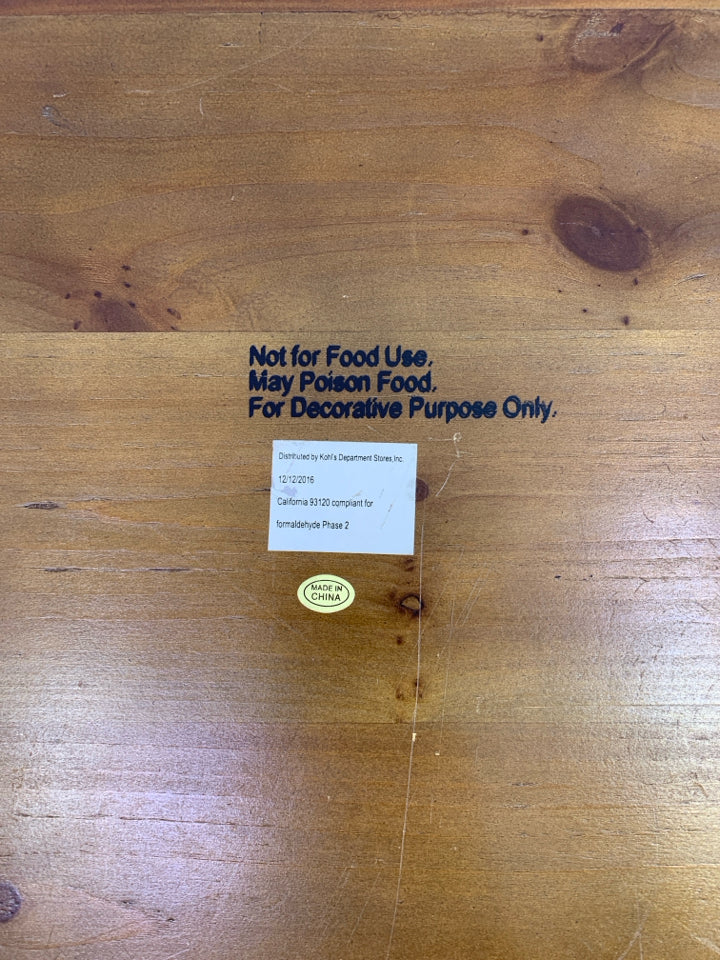 Not for Food Use.
May Poison Food.
For Decorative Purpose Only.
Distributed by Kohl's Department Stores,Inc.
12/12/2016
California 93120 compliant for
formaldehyde Phase 2
MADE IN
CHINA